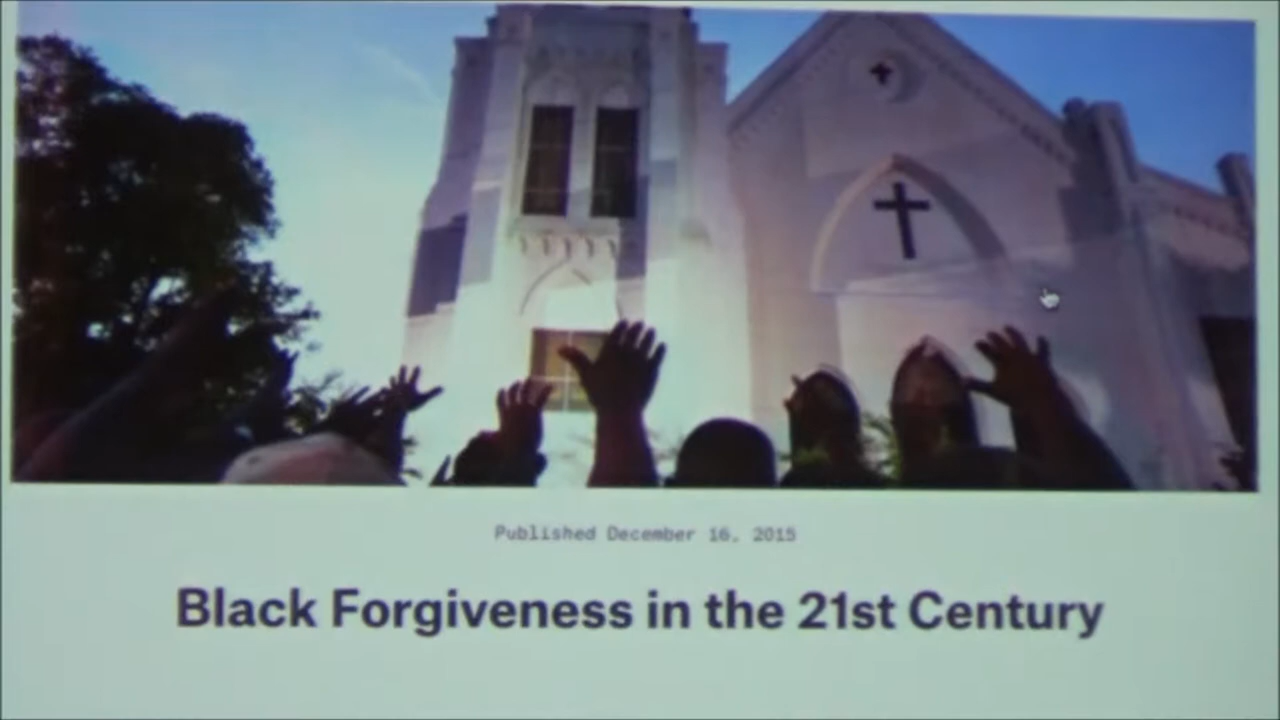 Published December 16, 2015
Black Forgiveness in the 21st Century